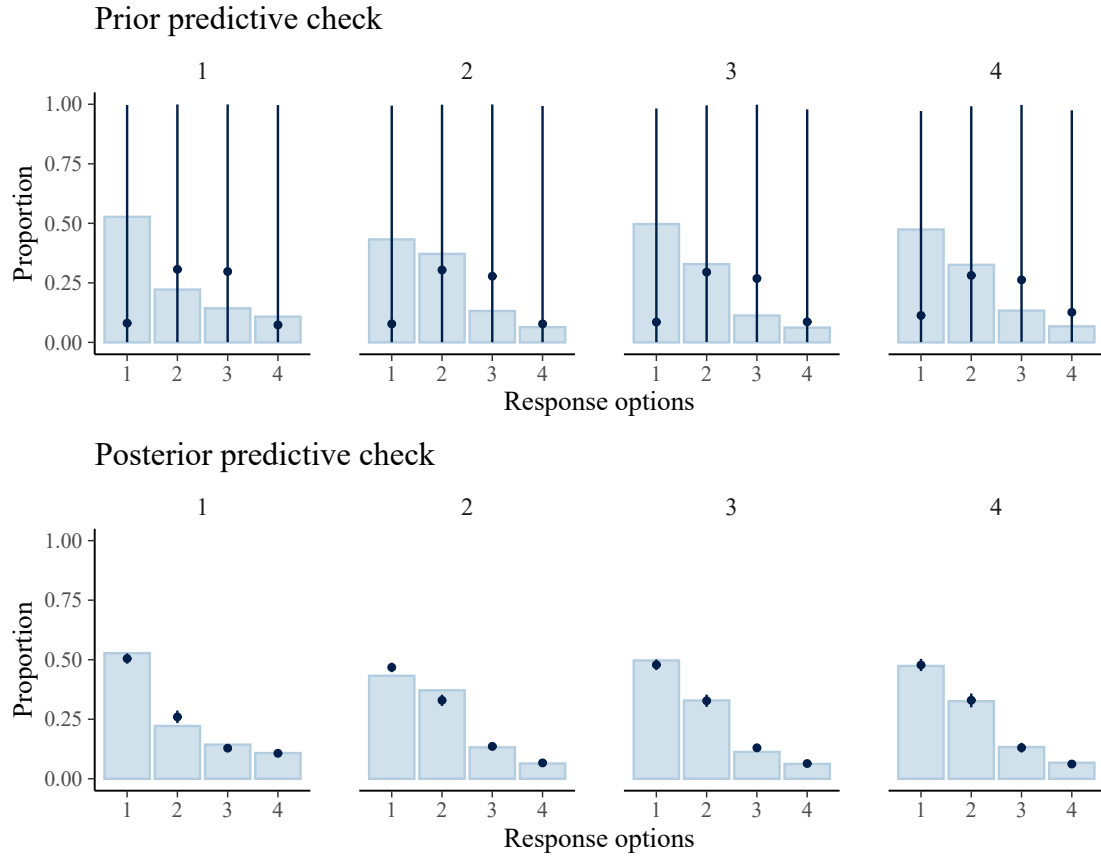 Prior predictive check
1 2 3 4
Proportion
1.00
0.75
0.50
0.25
0.00
1 2 3 4 1 2 3 4 1 2 3 4 1 2 3 4
Response options
Posterior predictive check
1 2 3 4
Proportion
1.00
0.75
0.50
0.25
0.00
1 2 3 4 1 2 3 4 1 2 3 4 1 2 3 4
Response options